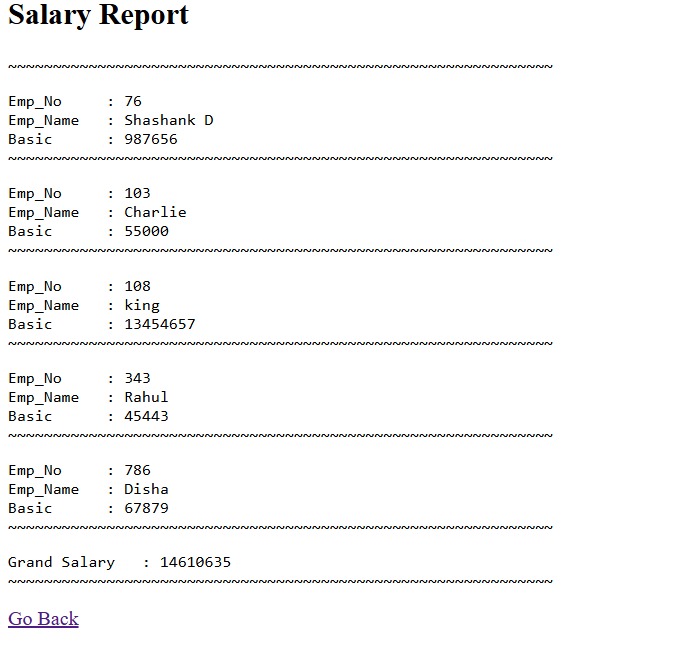 Salary Report
~~~~~~~~~~~~~~~~~~~~~~~~~~~~~~~~~~~~~~~~~~~~~~~~~~~~~~~~~~~~~
Emp_No     : 76
Emp_Name   : Shashank D
Basic      : 987656
~~~~~~~~~~~~~~~~~~~~~~~~~~~~~~~~~~~~~~~~~~~~~~~~~~~~~~~~~~~~~
Emp_No     : 103
Emp_Name   : Charlie
Basic      : 55000
~~~~~~~~~~~~~~~~~~~~~~~~~~~~~~~~~~~~~~~~~~~~~~~~~~~~~~~~~~~~~
Emp_No     : 108
Emp_Name   : king
Basic      : 13454657
~~~~~~~~~~~~~~~~~~~~~~~~~~~~~~~~~~~~~~~~~~~~~~~~~~~~~~~~~~~~~
Emp_No     : 343
Emp_Name   : Rahul
Basic      : 45443
~~~~~~~~~~~~~~~~~~~~~~~~~~~~~~~~~~~~~~~~~~~~~~~~~~~~~~~~~~~~~
Emp_No     : 786
Emp_Name   : Disha
Basic      : 67879
~~~~~~~~~~~~~~~~~~~~~~~~~~~~~~~~~~~~~~~~~~~~~~~~~~~~~~~~~~~~~
Grand Salary   : 14610635
~~~~~~~~~~~~~~~~~~~~~~~~~~~~~~~~~~~~~~~~~~~~~~~~~~~~~~~~~~~~~
Go Back